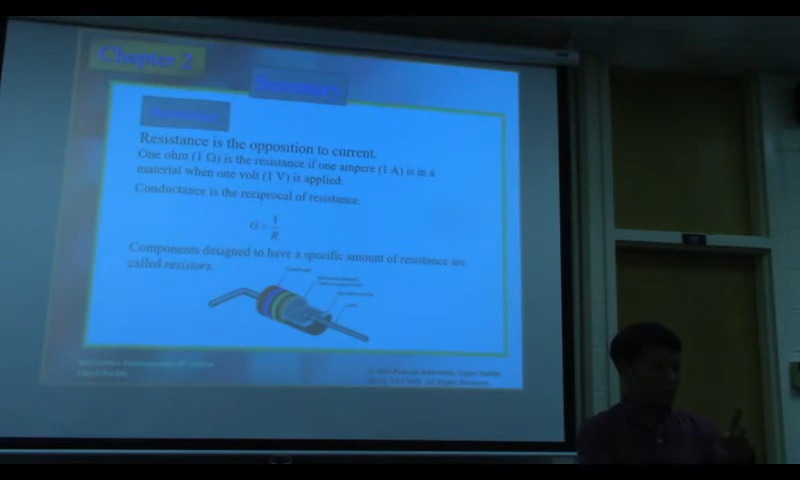 Chapter 2
Summary
Resistance is the opposition to current.
One ohm (1 Ω) is the resistance if one ampere (1 A) is in a
material when one volt (1 V) is applied.
Conductance is the reciprocal of resistance.
G = 1/R
Components designed to have a specific amount of resistance are
called resistors.